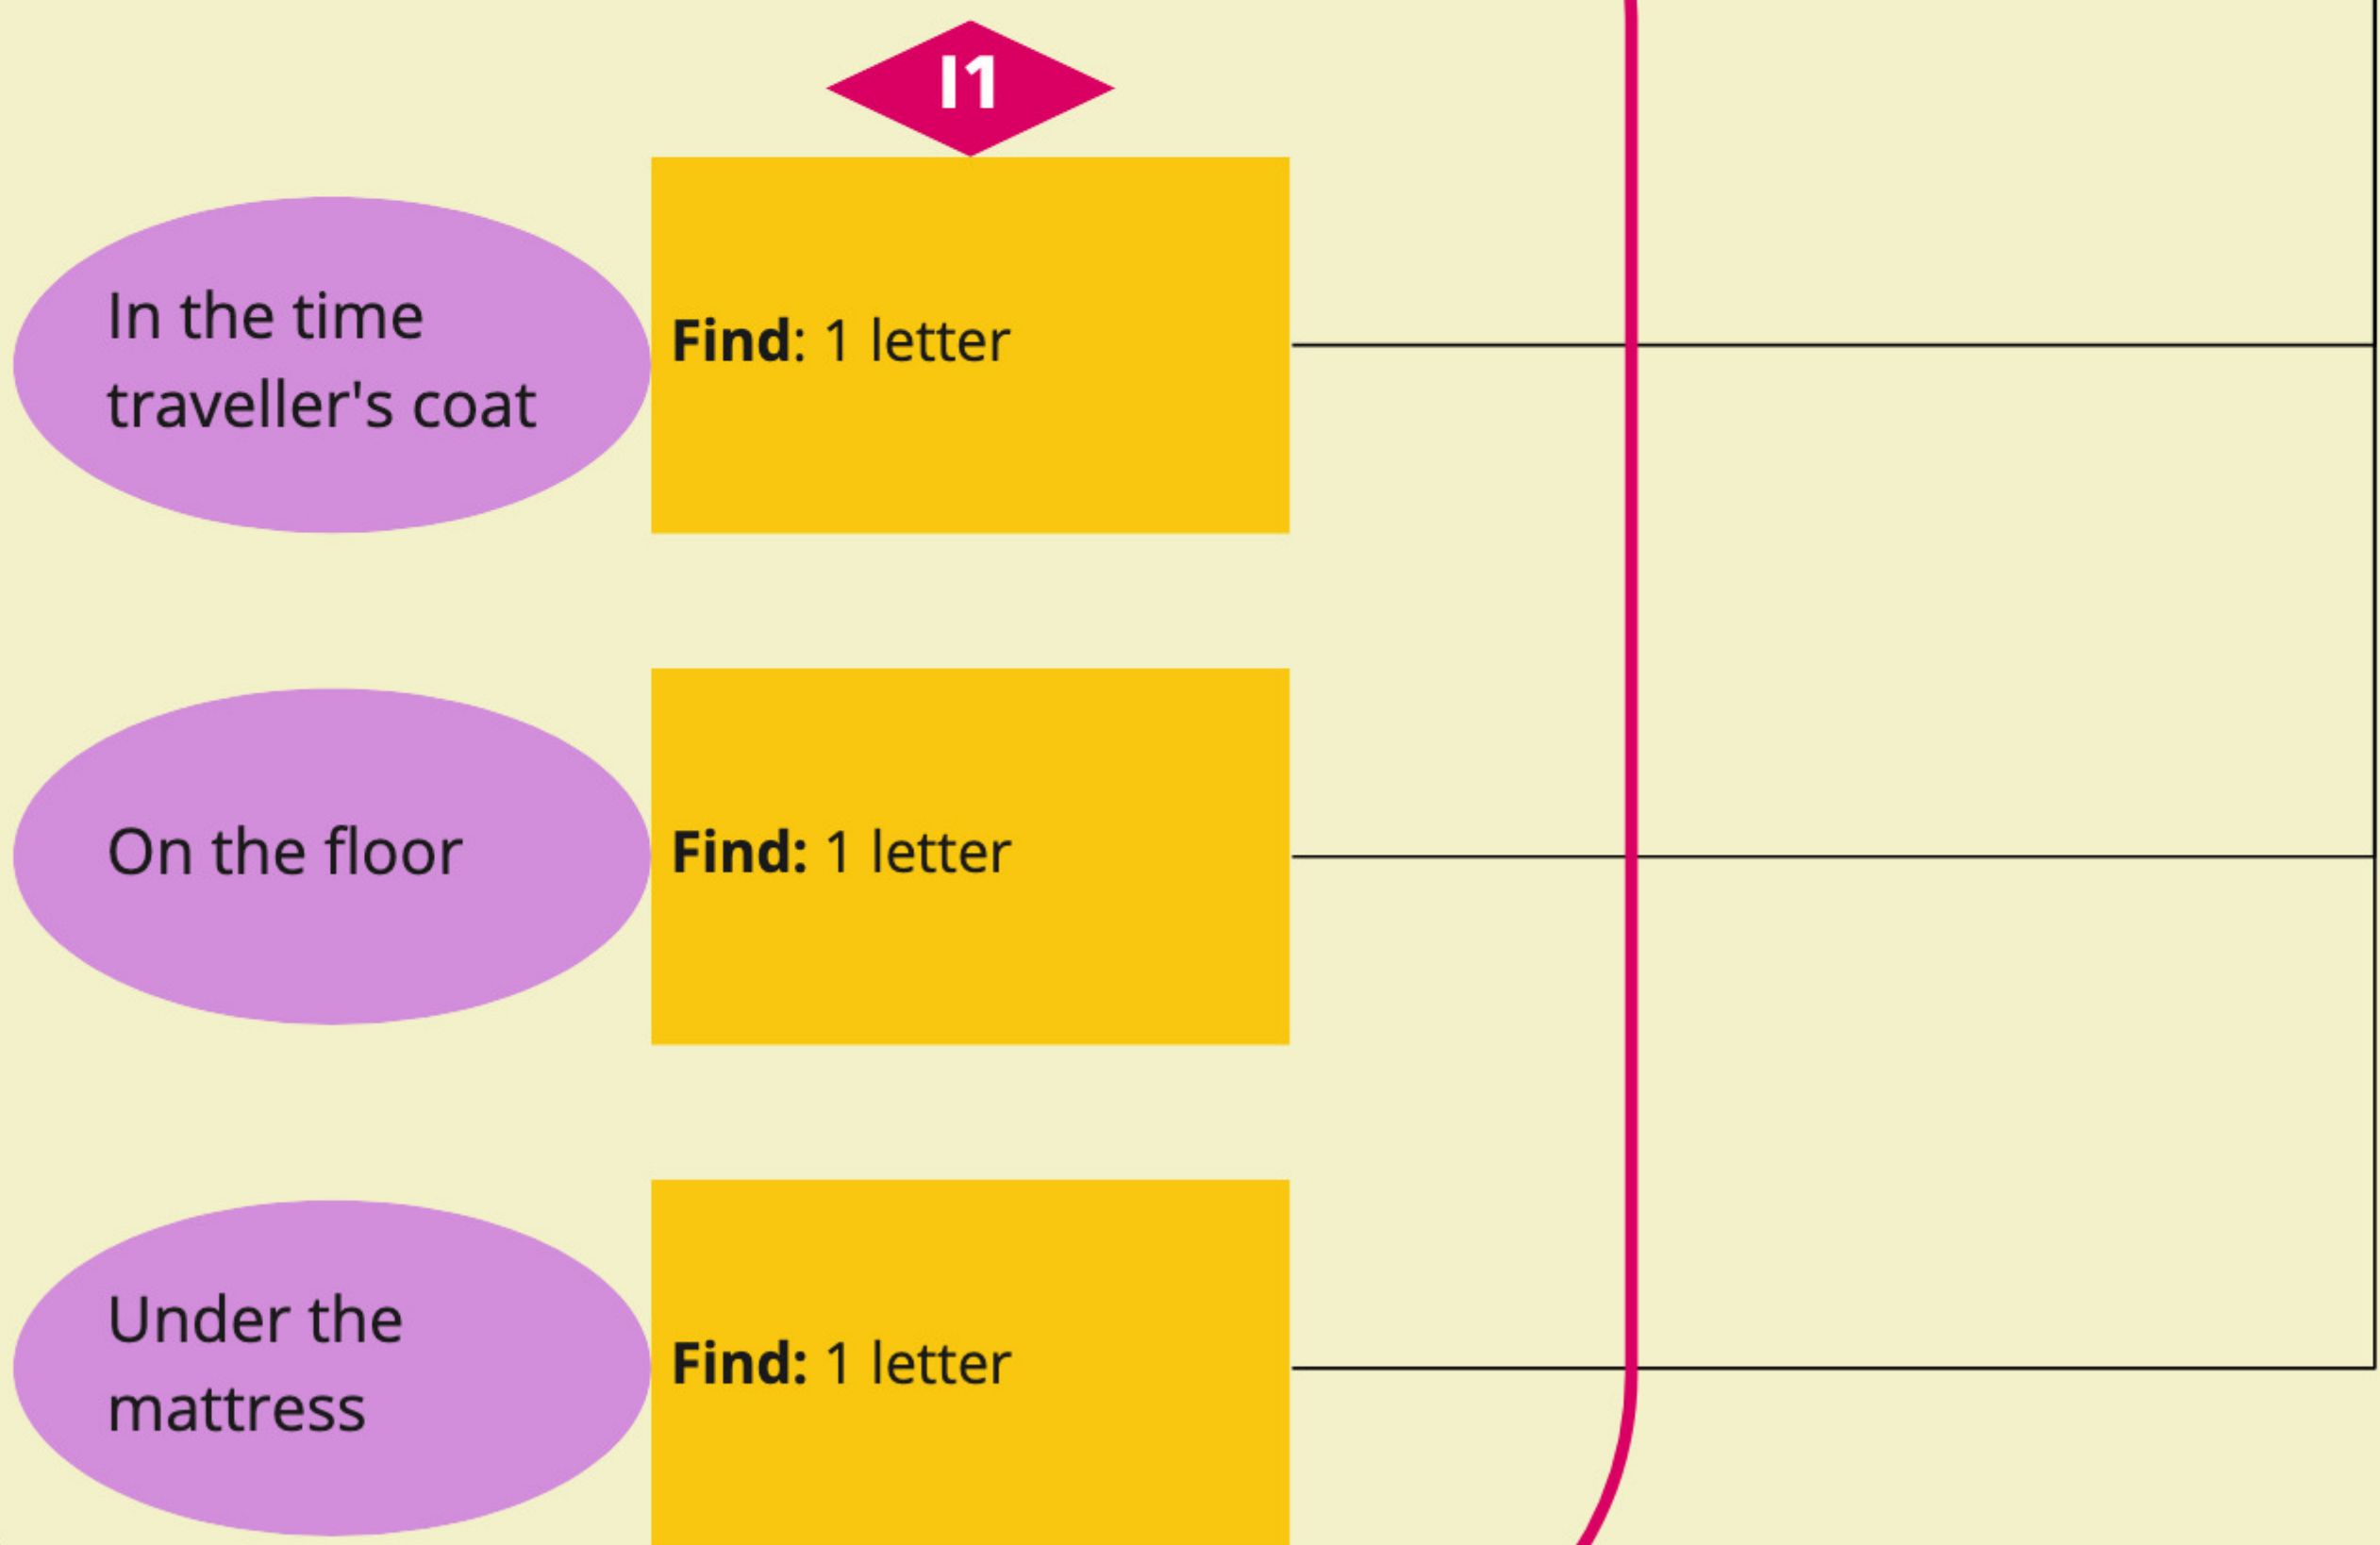 I1
In the time
traveller's coat
Find: 1 letter
On the floor
Find: 1 letter
Under the
mattress
Find: 1 letter